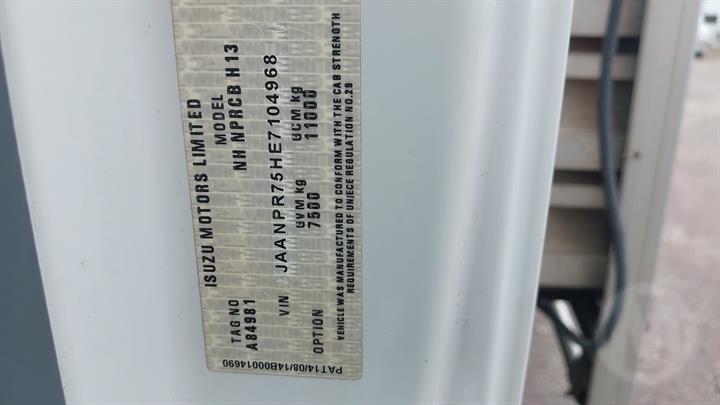 ISUZU MOTORS LIMITED
TAG NO MODEL
A84981 NH NPRCB H 13
VIN JAANPR75HE7104968
GVM kg GCM kg
7500 11000
OPTION
VEHICLE WAS MANUFACTURED TO CONFORM WITH THE CAB STRENGTH
REQUIREMENTS OF UN/ECE REGULATION NO.29
PAT14/08/14B00014690